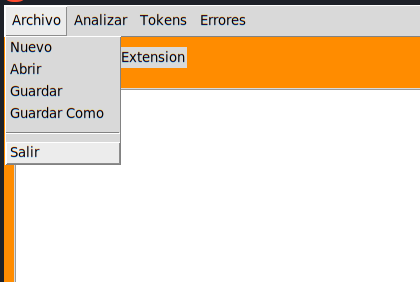 Archivo Analizar Tokens Errores
Nuevo
Extension
Abrir
Guardar
Guardar Como
Salir